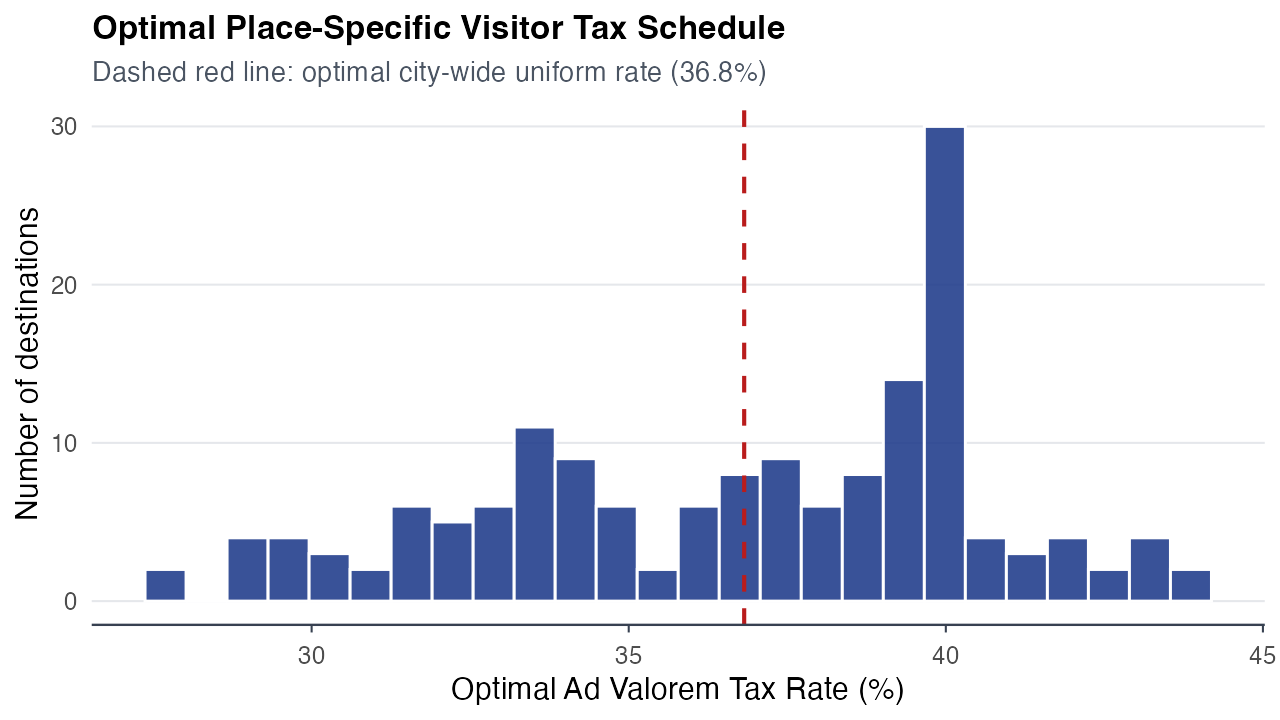 Optimal Place-Specific Visitor Tax Schedule
Dashed red line: optimal city-wide uniform rate (36.8%)
Number of destinations
30
20
10
0
30 35 40 45
Optimal Ad Valorem Tax Rate (%)